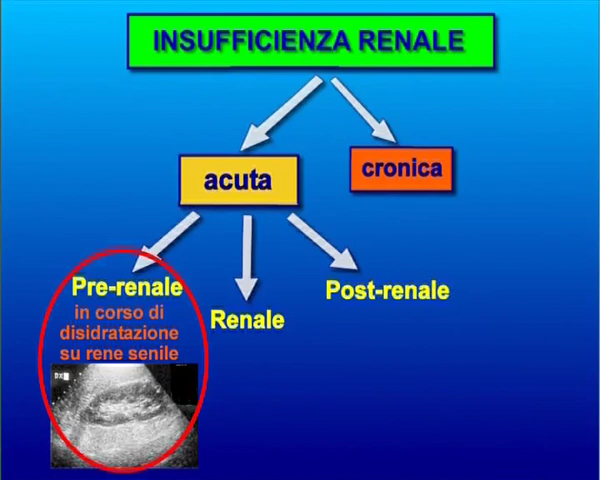 INSUFFICIENZA RENALE
acuta
cronica
Pre-renale
in corso di
disidratazione
su rene senile
Renale
Post-renale
DX